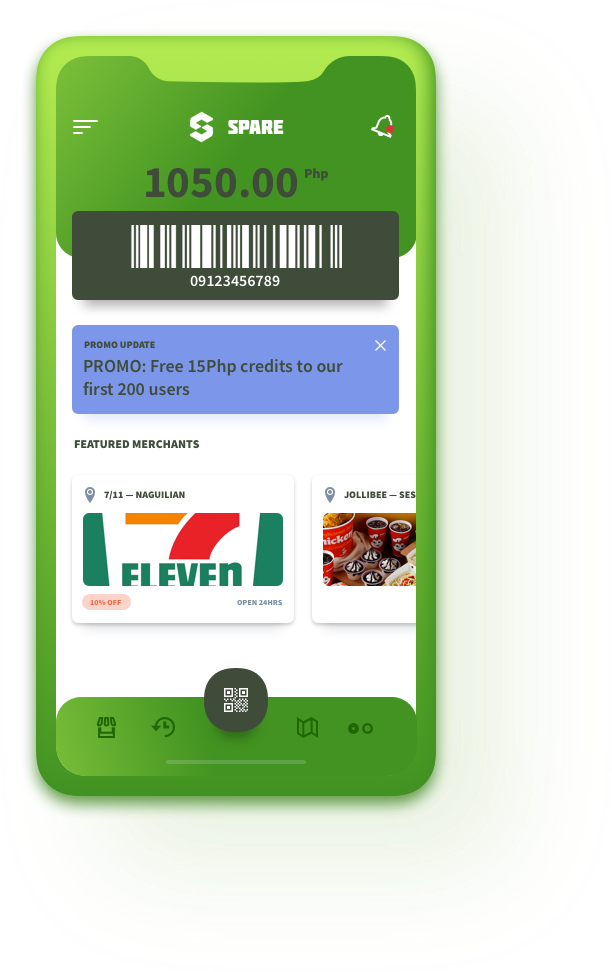 SPARE
1050.00 Php
09123456789
PROMO UPDATE
PROMO: Free 15Php credits to our
first 200 users
FEATURED MERCHANTS
7/11 — NAGUILIAN
7
ELEVEn
10% OFF
OPEN 24HRS
JOLLIBEE — SES